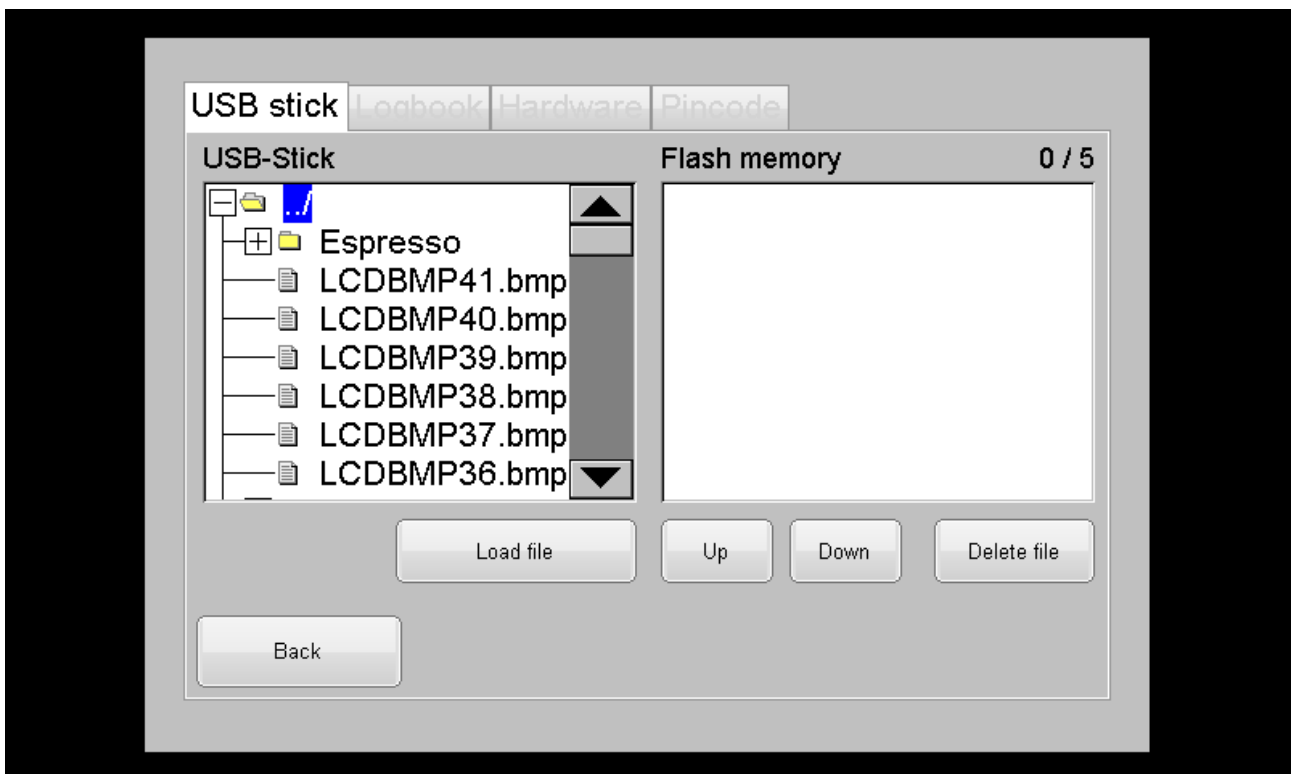 USB stick Logbook Hardware Pincode
USB-Stick
Flash memory 0 / 5
../
Espresso
LCDBMP41.bmp
LCDBMP40.bmp
LCDBMP39.bmp
LCDBMP38.bmp
LCDBMP37.bmp
LCDBMP36.bmp
Load file
Up
Down
Delete file
Back